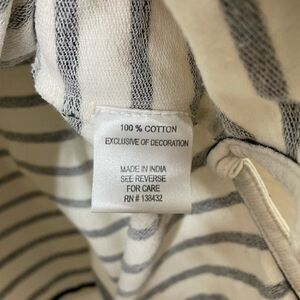 100 % COTTON
EXCLUSIVE OF DECORATION
MADE IN INDIA
SEE REVERSE
FOR CARE
RN # 138432